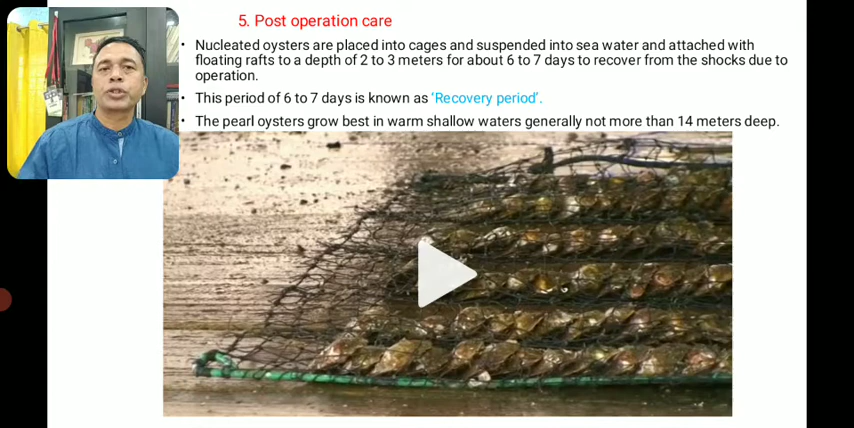 5. Post operation care
• Nucleated oysters are placed into cages and suspended into sea water and attached with
floating rafts to a depth of 2 to 3 meters for about 6 to 7 days to recover from the shocks due to
operation.
• This period of 6 to 7 days is known as ‘Recovery period’.
• The pearl oysters grow best in warm shallow waters generally not more than 14 meters deep.